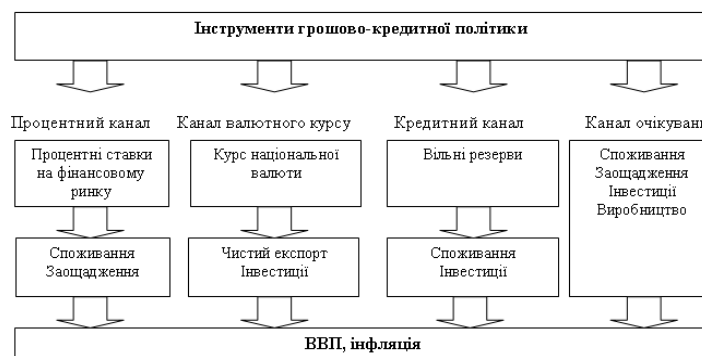 Інструменти грошово-кредитної політики
Процентний канал
Канал валютного курсу
Кредитний канал
Канал очікуван
Процентні ставки
на фінансовому
ринку
Курс національної
валюти
Вільні резерви
Споживання
Заощадження
Інвестиції
Виробництво
Споживання
Заощадження
Чистий експорт
Інвестиції
Споживання
Інвестиції
ВВП, інфляція